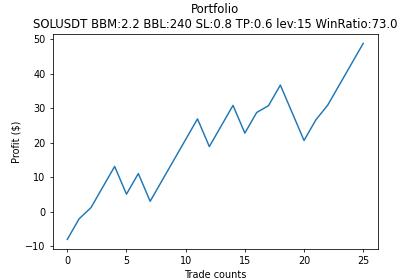 Portfolio
SOLUSDT BBM:2.2 BBL:240 SL:0.8 TP:0.6 lev:15 WinRatio:73.0
Profit ($)
50
40
30
20
10
0
−10
0 5 10 15 20 25
Trade counts